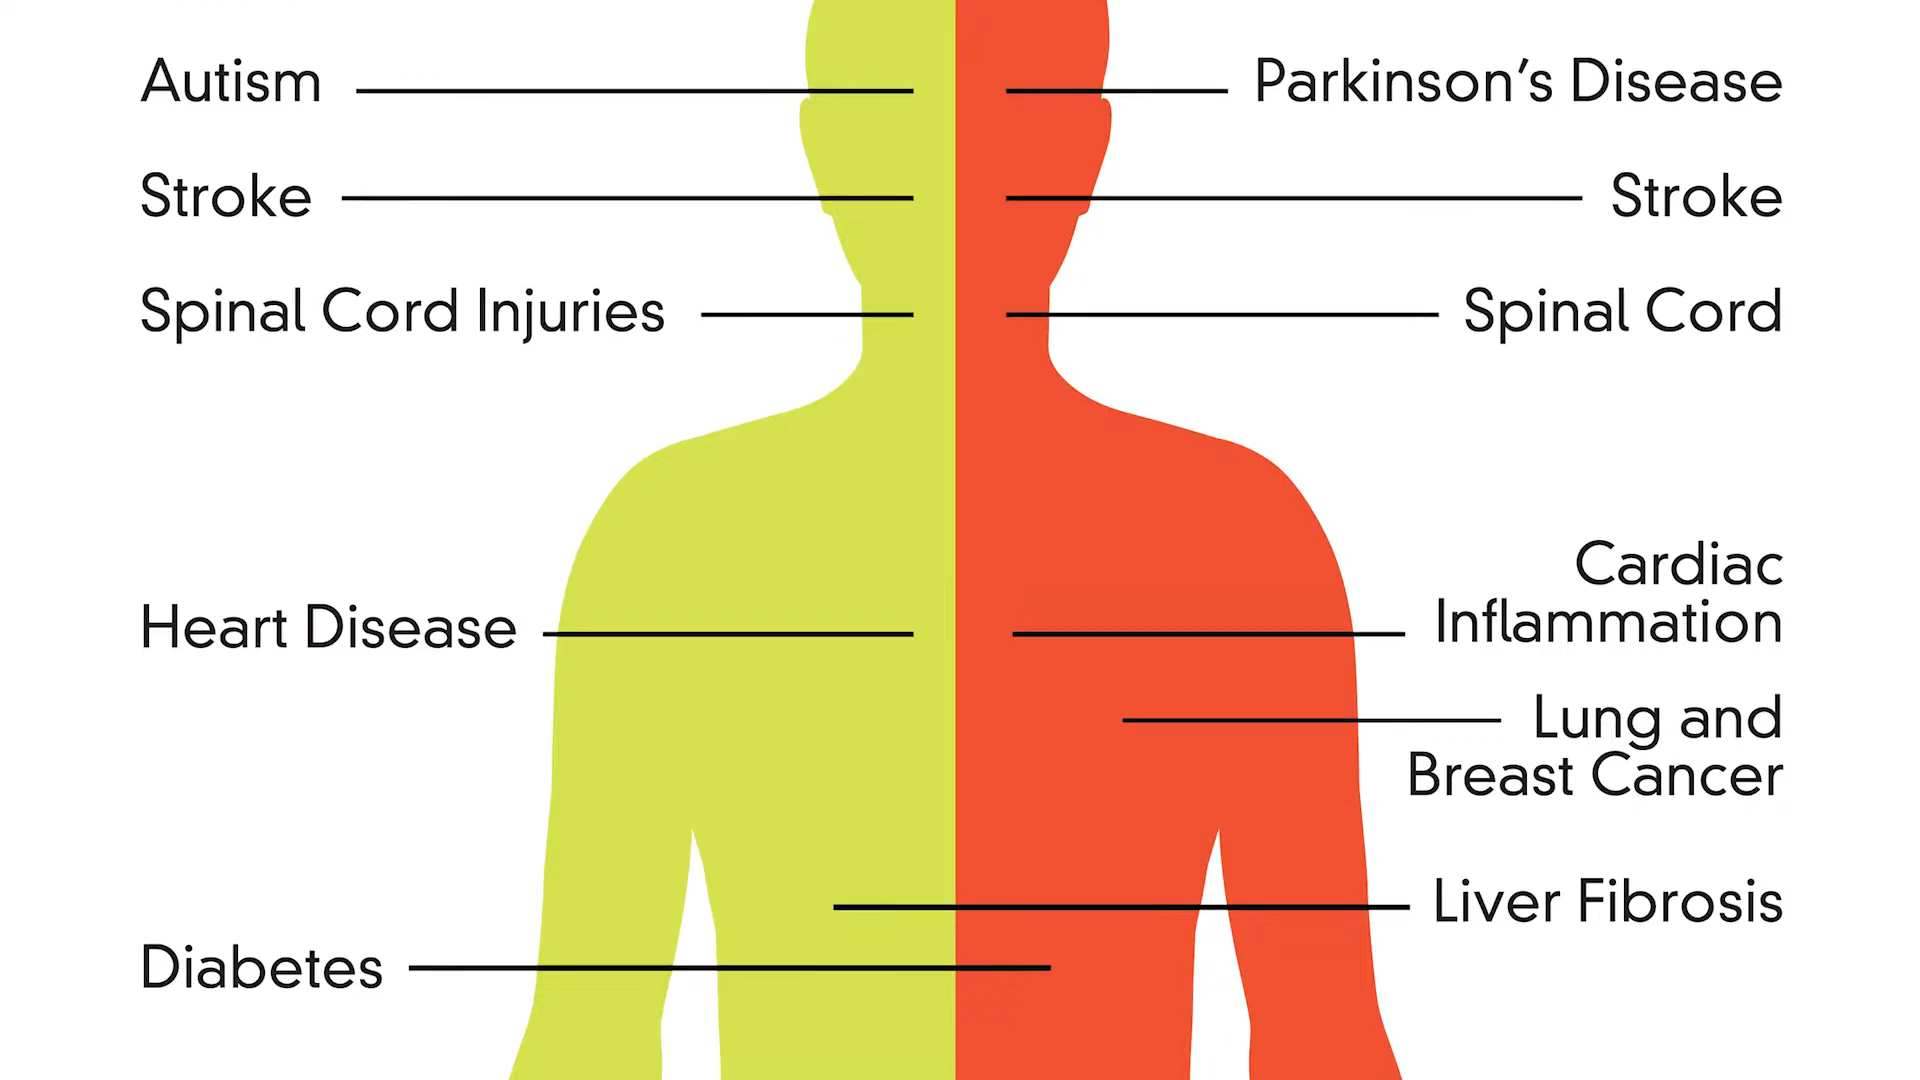 Autism
Parkinson’s Disease
Stroke
Stroke
Spinal Cord Injuries
Spinal Cord
Heart Disease
Cardiac
Inflammation
Lung and
Breast Cancer
Liver Fibrosis
Diabetes